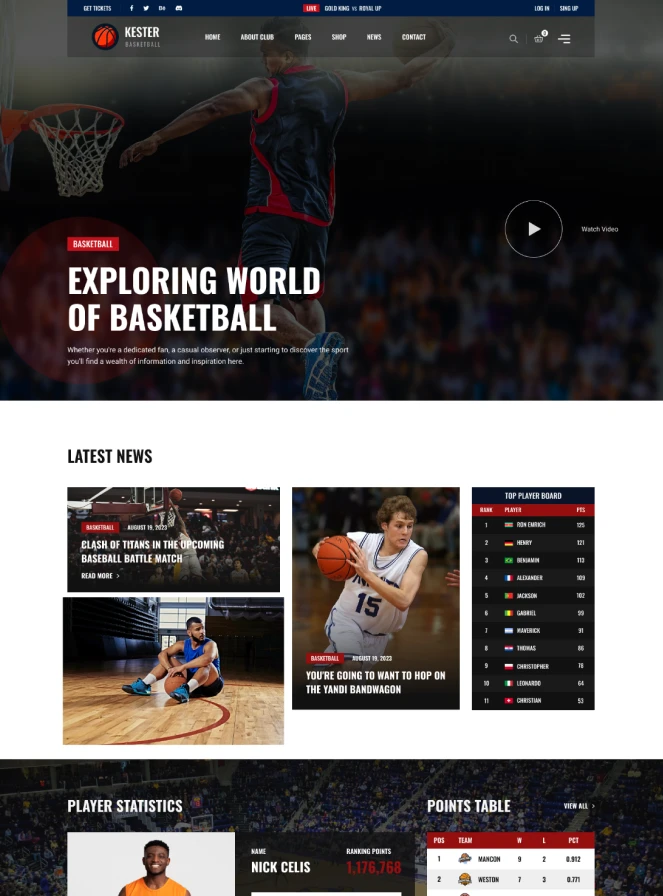 GET TICKETS
LIVE GOLD KING VS ROYAL UP
LOG IN SING UP
KESTER
BASKETBALL
HOME ABOUT CLUB PAGES SHOP NEWS CONTACT
Watch Video
BASKETBALL
EXPLORING WORLD
OF BASKETBALL
Whether you're a dedicated fan, a casual observer, or just starting to discover the sport
you'll find a wealth of information and inspiration here.
LATEST NEWS
BASKETBALL AUGUST 19, 2023
CLASH OF TITANS IN THE UPCOMING
BASEBALL BATTLE MATCH
READ MORE
15
BASKETBALL AUGUST 19, 2023
YOU'RE GOING TO WANT TO HOP ON
THE YANDI BANDWAGON
TOP PLAYER BOARD
RANK PLAYER PTS
1 RON EMRICH 125
2 HENRY 121
3 BENJAMIN 113
4 ALEXANDER 109
5 JACKSON 102
6 GABRIEL 99
7 MAVERICK 91
8 THOMAS 86
9 CHRISTOPHER 76
10 LEONARDO 64
11 CHRISTIAN 53
PLAYER STATISTICS
NAME RANKING POINTS
NICK CELIS 1,176,768
POINTS TABLE
VIEW ALL
POS TEAM W L PCT
1 MANCON 9 2 0.912
2 WESTON 7 3 0.771